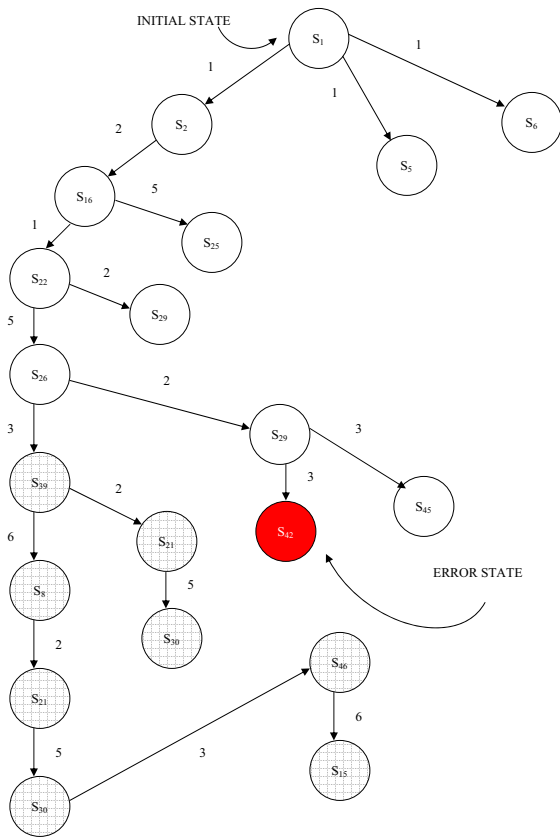 INITIAL STATE
S1
1
1
1
S2
S6
S5
2
S16
5
1
S25
S22
2
S29
5
S26
2
3
S29
3
3
S39
2
S45
S42
6
S21
ERROR STATE
5
S8
S30
2
S46
S21
6
5
3
S15
S30